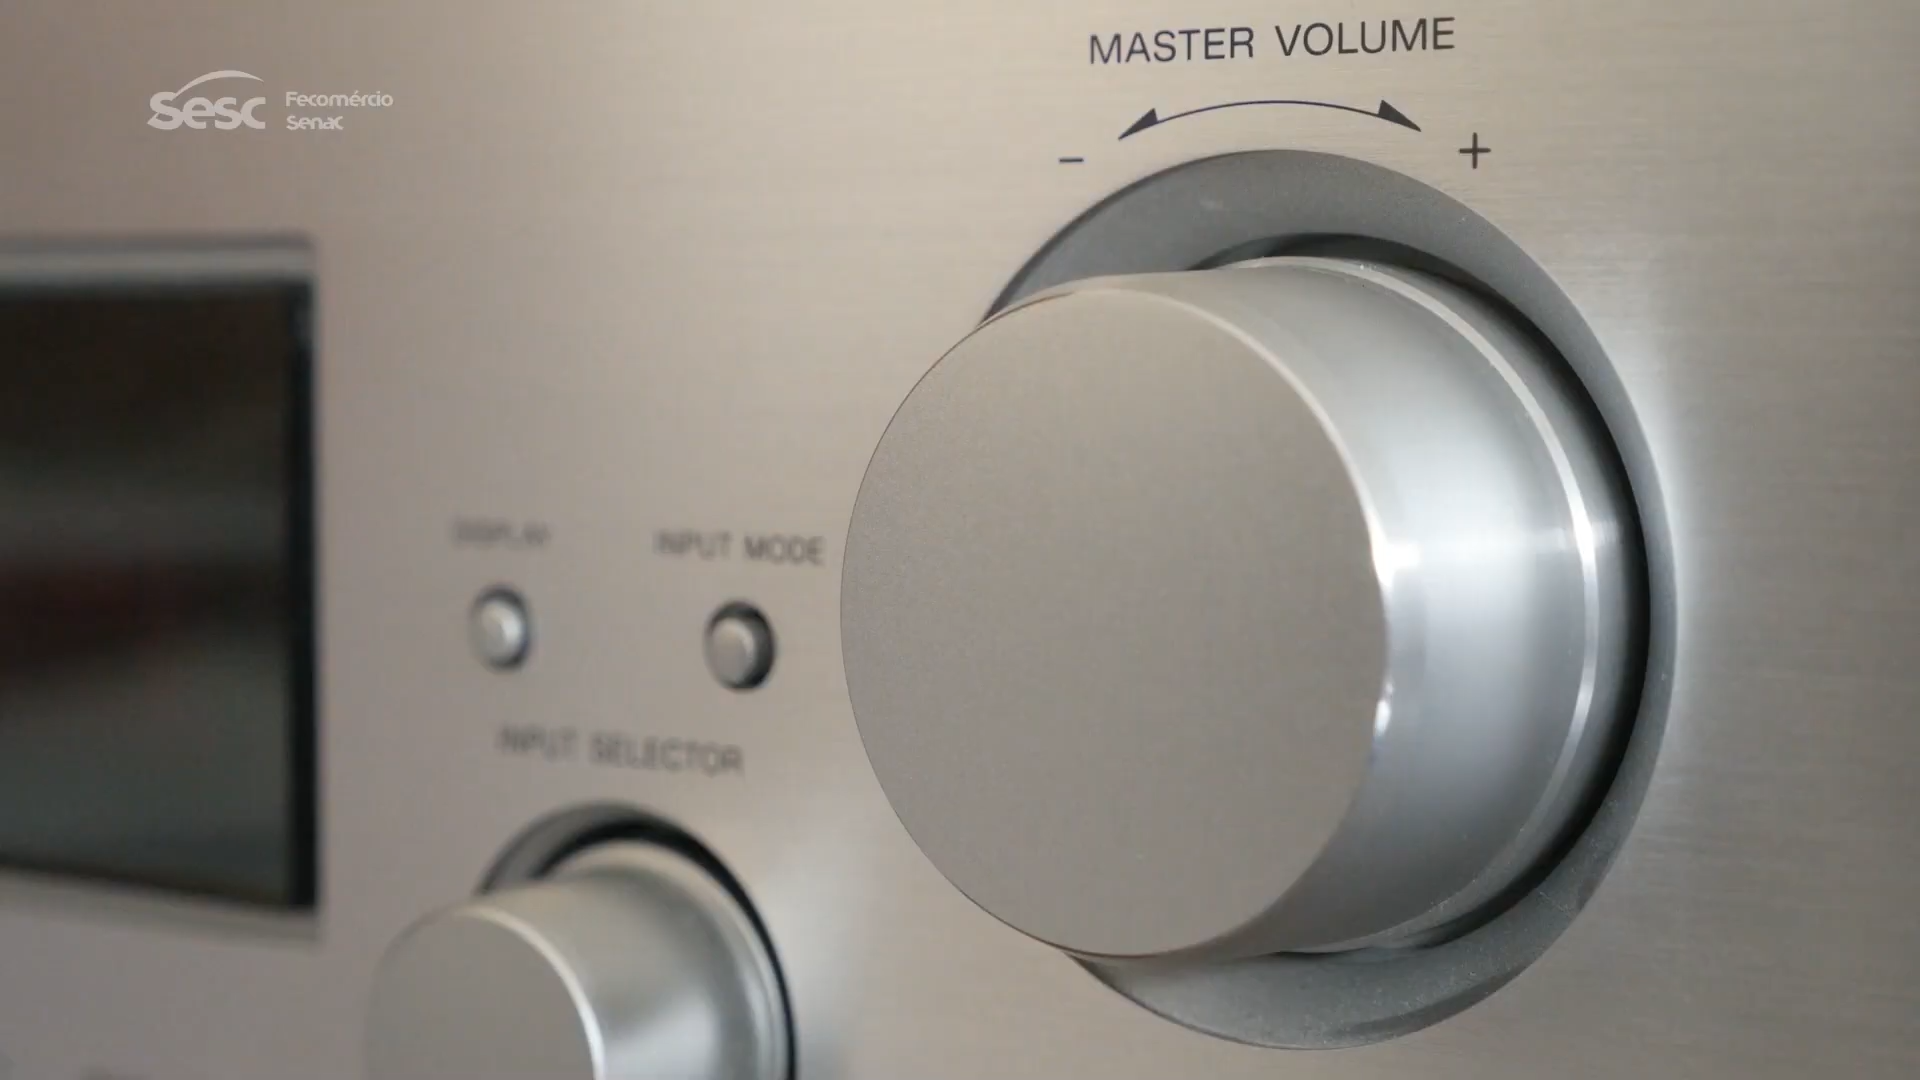 MASTER VOLUME
Sesc
Fecomércio
Senac
- +
DISPLAY
INPUT MODE
INPUT SELECTOR